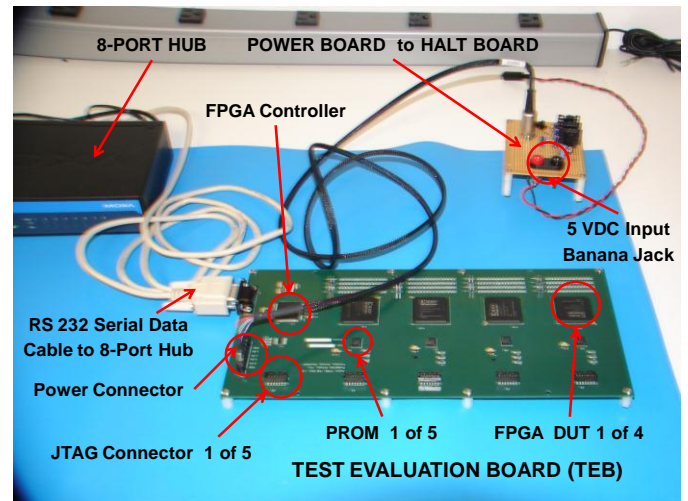 8-PORT HUB
POWER BOARD to HALT BOARD
FPGA Controller
5 VDC Input
Banana Jack
MOXA
RS 232 Serial Data
Cable to 8-Port Hub
Power Connector
JTAG Connector 1 of 5
PROM 1 of 5
FPGA DUT 1 of 4
TEST EVALUATION BOARD (TEB)